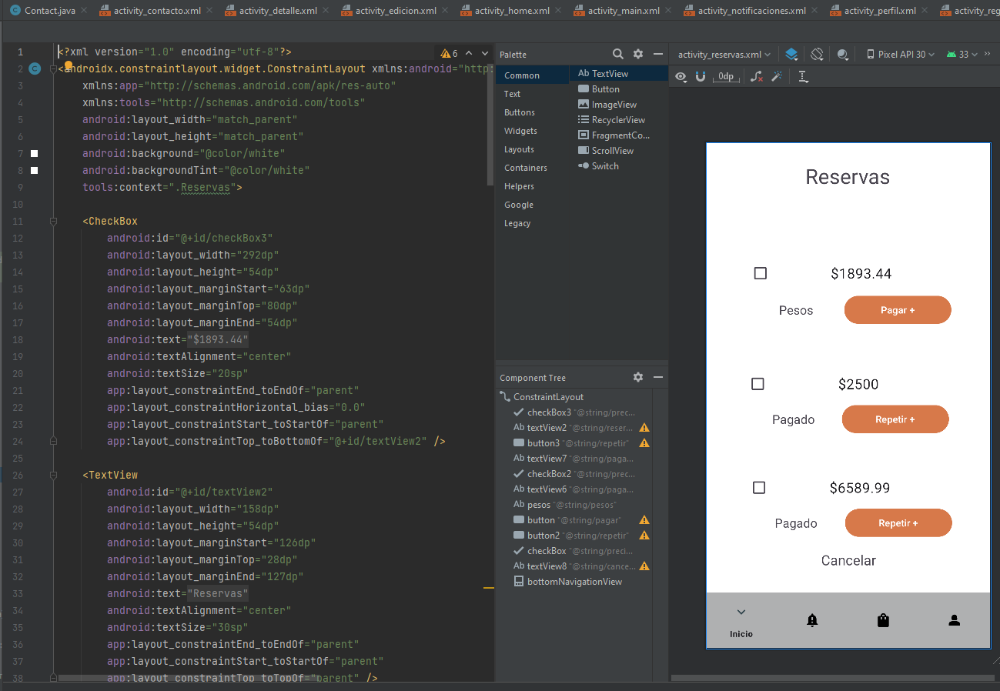 Contact.java
activity_contacto.xml
activity_detalle.xml
activity_edicion.xml
activity_home.xml
activity_main.xml
activity_notificaciones.xml
activity_perfil.xml
activity_reg
1 <?xml version="1.0" encoding="utf-8"?>
2 <androidx.constraintlayout.widget.ConstraintLayout xmlns:android="http:
3 xmlns:app="http://schemas.android.com/apk/res-auto"
4 xmlns:tools="http://schemas.android.com/tools"
5 android:layout_width="match_parent"
6 android:layout_height="match_parent"
7 android:background="@color/white"
8 android:backgroundTint="@color/white"
9 tools:context=".Reservas">
10
11 <CheckBox
12 android:id="@+id/checkBox3"
13 android:layout_width="292dp"
14 android:layout_height="54dp"
15 android:layout_marginStart="63dp"
16 android:layout_marginTop="80dp"
17 android:layout_marginEnd="54dp"
18 android:text="$1893.44"
19 android:textAlignment="center"
20 android:textSize="20sp"
21 app:layout_constraintEnd_toEndOf="parent"
22 app:layout_constraintHorizontal_bias="0.0"
23 app:layout_constraintStart_toStartOf="parent"
24 app:layout_constraintTop_toBottomOf="@+id/textView2" />
25
26 <TextView
27 android:id="@+id/textView2"
28 android:layout_width="158dp"
29 android:layout_height="54dp"
30 android:layout_marginStart="126dp"
31 android:layout_marginTop="28dp"
32 android:layout_marginEnd="127dp"
33 android:text="Reservas"
34 android:textAlignment="center"
35 android:textSize="30sp"
36 app:layout_constraintEnd_toEndOf="parent"
37 app:layout_constraintStart_toStartOf="parent"
38 app:layout_constraintTop_toTopOf="parent" />
6
Palette
Common
Text
Buttons
Widgets
Layouts
Containers
Helpers
Google
Legacy
Ab TextView
Button
ImageView
RecyclerView
FragmentCo...
ScrollView
Switch
Component Tree
ConstraintLayout
checkBox3 "@string/prec...
Ab textView2 "@string/reser...
button3 "@string/repetir"
Ab textView7 "@string/paga...
checkBox2 "@string/prec...
Ab textView6 "@string/paga...
Ab pesos "@string/pesos"
button "@string/pagar"
button2 "@string/repetir"
checkBox "@string/preci...
Ab textView8 "@string/cance...
bottomNavigationView
activity_reservas.xml
Pixel API 30
33
0dp
Reservas
$1893.44
Pesos
Pagar +
$2500
Pagado
Repetir +
$6589.99
Pagado
Repetir +
Cancelar
Inicio